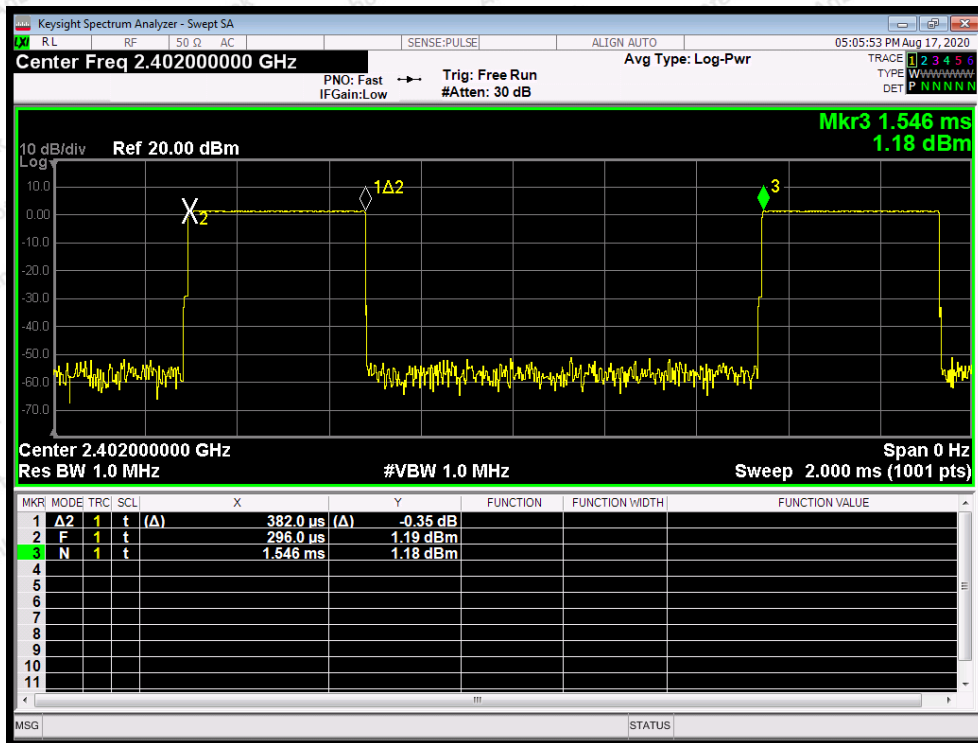 Keysight Spectrum Analyzer - Swept SA
LXI RL RF 50 Ω AC SENSE:PULSE ALIGN AUTO 05:05:53 PM Aug 17, 2020
Center Freq 2.402000000 GHz Avg Type: Log-Pwr TRACE 1 2 3 4 5 6
PNO: Fast Trig: Free Run TYPE WWWWWW
IFGain:Low #Atten: 30 dB DET P N N N N N
Mkr3 1.546 ms
10 dB/div Ref 20.00 dBm 1.18 dBm
Log
10.0
1Δ2
3
0.00
X2
-10.0
-20.0
-30.0
-40.0
-50.0
-60.0
-70.0
Center 2.402000000 GHz Span 0 Hz
Res BW 1.0 MHz #VBW 1.0 MHz Sweep 2.000 ms (1001 pts)
MKR MODE TRC SCL X Y FUNCTION FUNCTION WIDTH FUNCTION VALUE
1 Δ2 1 t (Δ) 382.0 µs (Δ) -0.35 dB
2 F 1 t 296.0 µs 1.19 dBm
3 N 1 t 1.546 ms 1.18 dBm
4
5
6
7
8
9
10
11
MSG STATUS